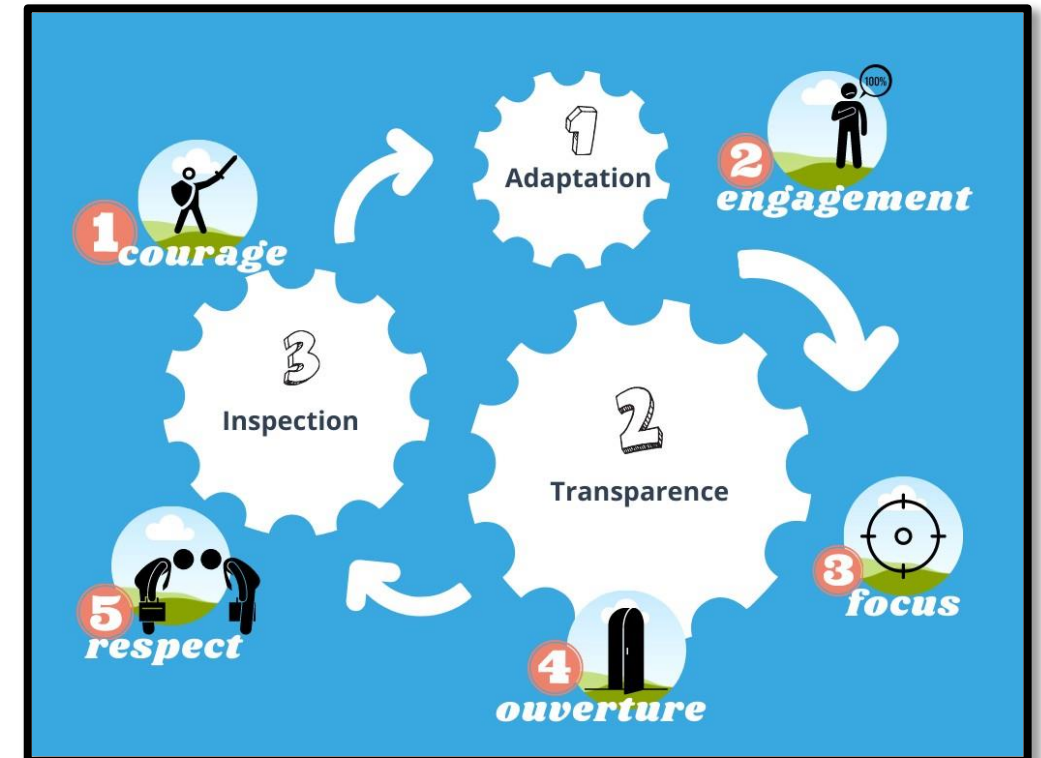 1
Adaptation
100%
2
engagement
1
courage
3
Inspection
2
Transparence
3
focus
5
respect
4
ouverture